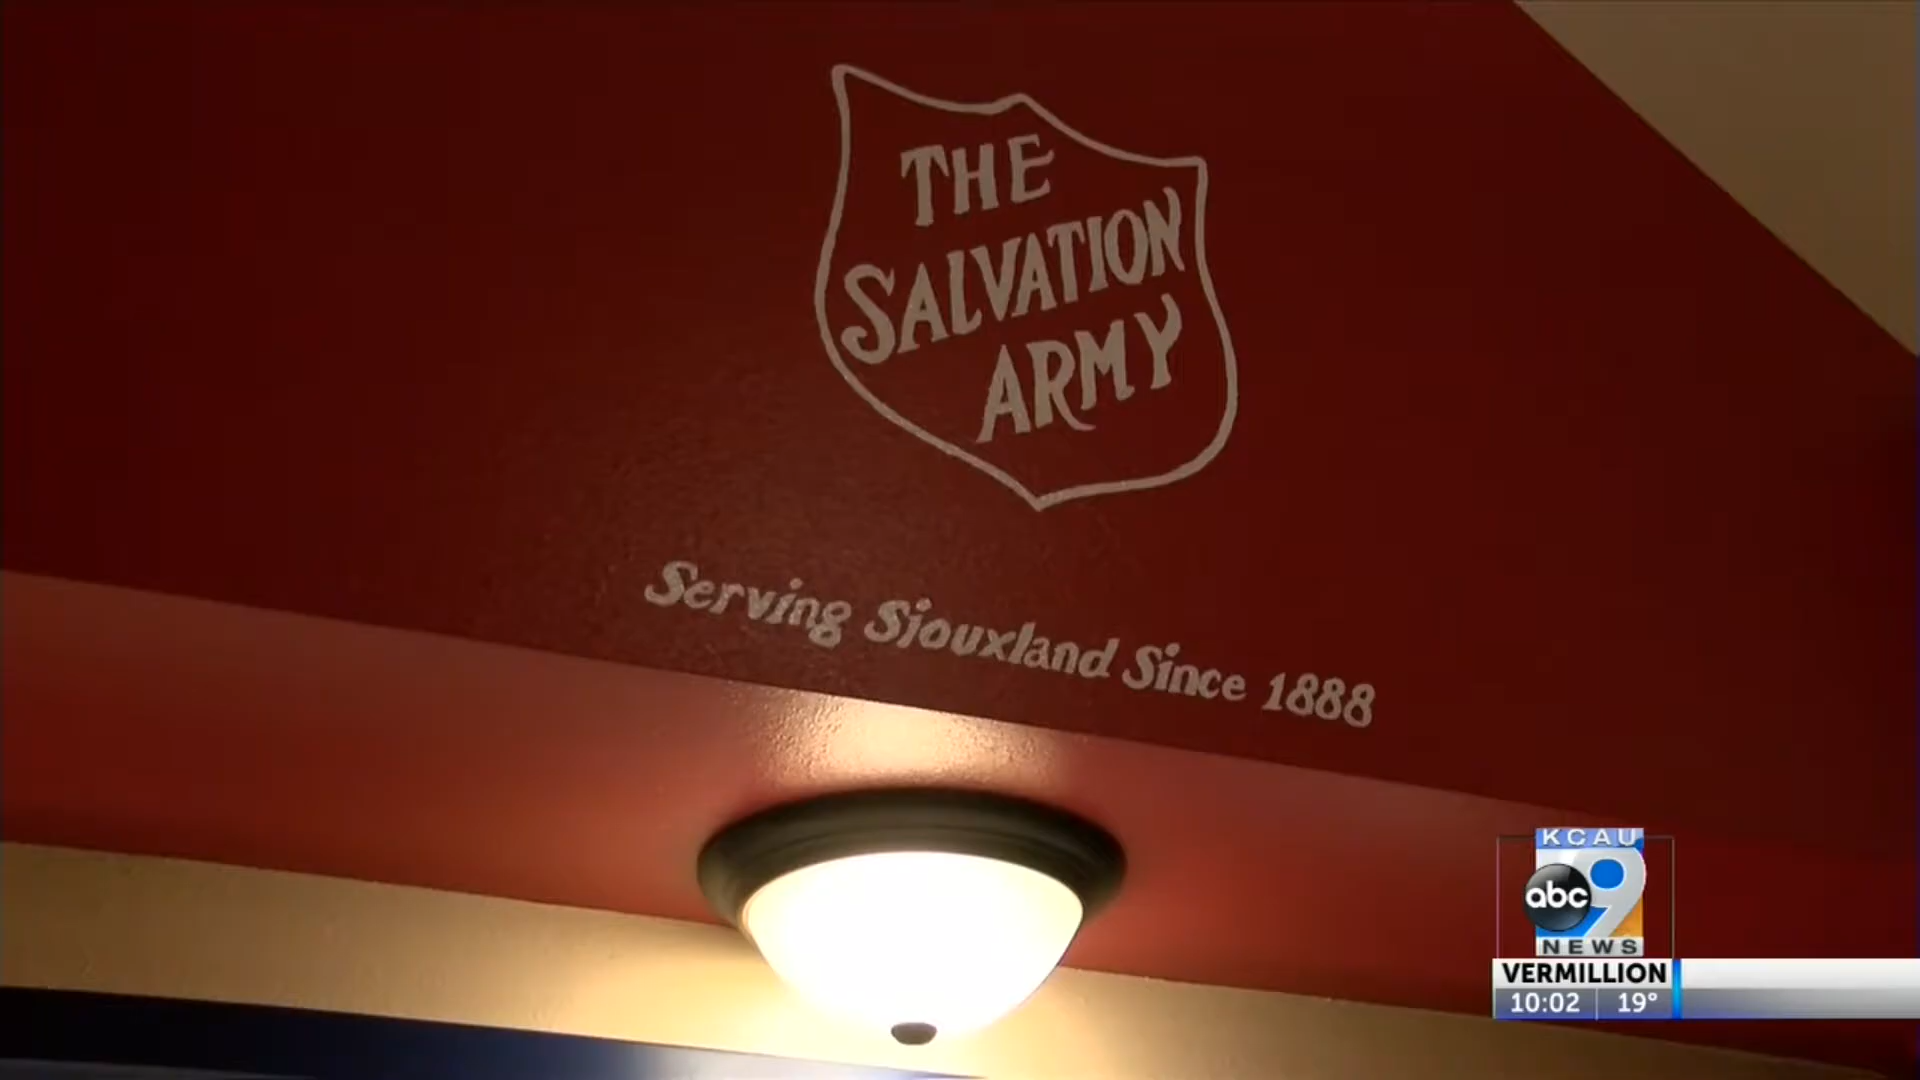 THE
SALVATION
ARMY
Serving Siouxland Since 1888
KCAU
abc 9
NEWS
VERMILLION
10:02 19°